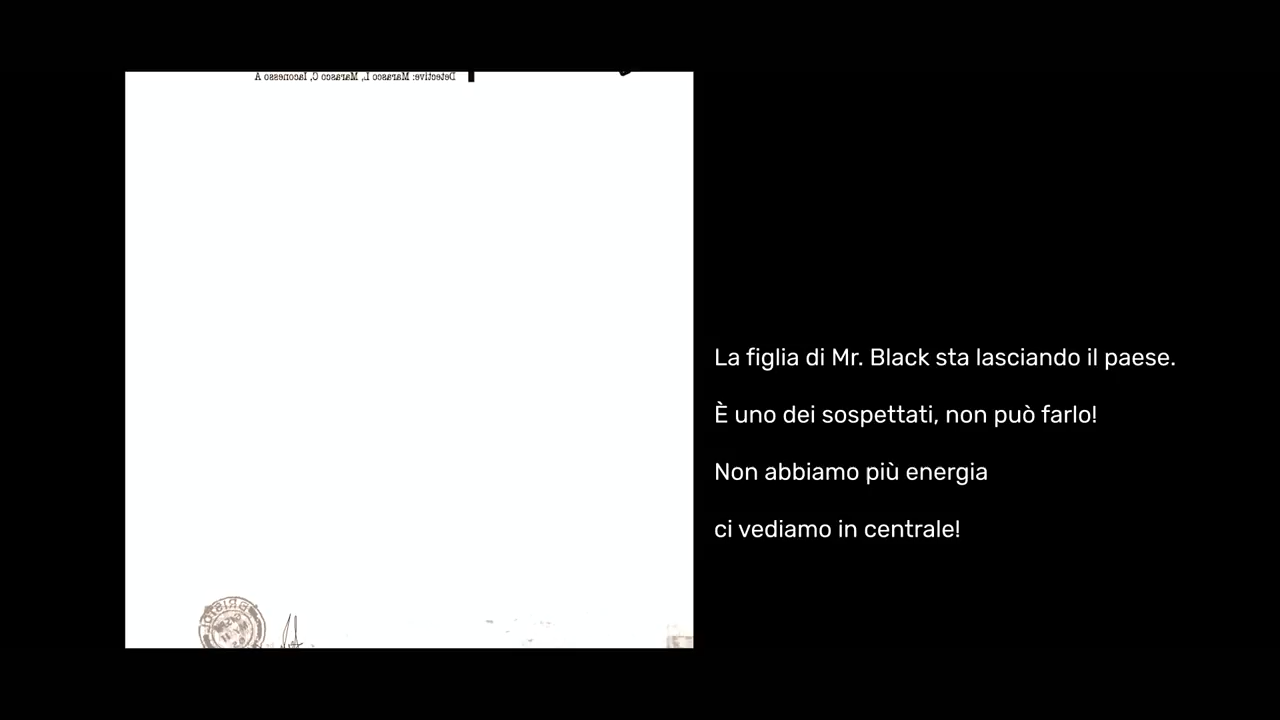 Detective: Marasco L, Marasco C, Iaconesso A
BRISTOL
La figlia di Mr. Black sta lasciando il paese.
È uno dei sospettati, non può farlo!
Non abbiamo più energia
ci vediamo in centrale!